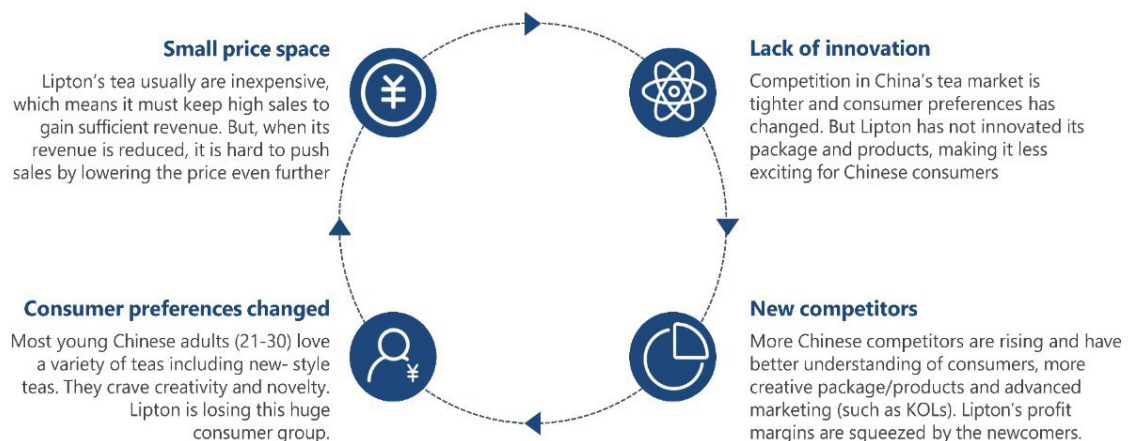 Small price space
Lipton's tea usually are inexpensive,
which means it must keep high sales to
gain sufficient revenue. But, when its
revenue is reduced, it is hard to push
sales by lowering the price even further
¥
Lack of innovation
Competition in China's tea market is
tighter and consumer preferences has
changed. But Lipton has not innovated its
package and products, making it less
exciting for Chinese consumers
Consumer preferences changed
Most young Chinese adults (21-30) love
a variety of teas including new- style
teas. They crave creativity and novelty.
Lipton is losing this huge
consumer group.
¥
New competitors
More Chinese competitors are rising and have
better understanding of consumers, more
creative package/products and advanced
marketing (such as KOLs). Lipton's profit
margins are squeezed by the newcomers.